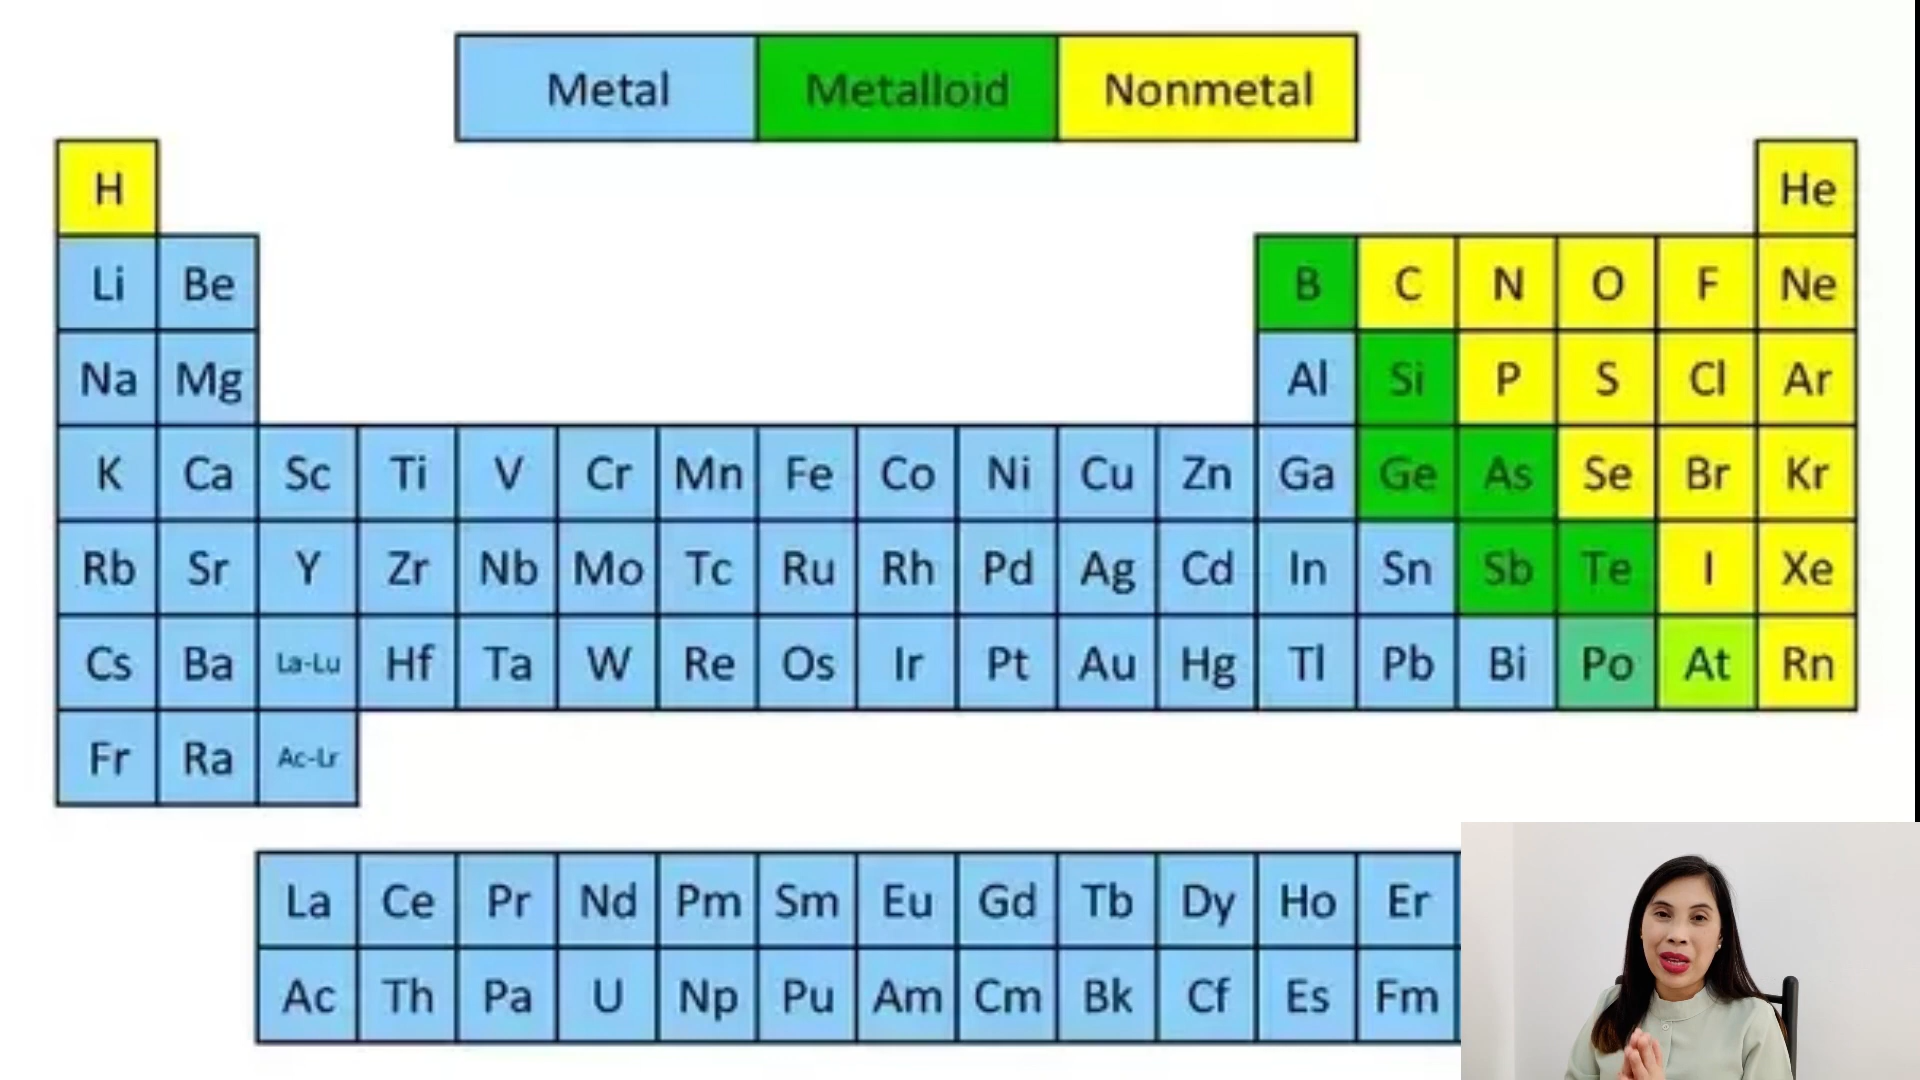 Metal Metalloid Nonmetal
H He
Li Be B C N O F Ne
Na Mg Al Si P S Cl Ar
K Ca Sc Ti V Cr Mn Fe Co Ni Cu Zn Ga Ge As Se Br Kr
Rb Sr Y Zr Nb Mo Tc Ru Rh Pd Ag Cd In Sn Sb Te I Xe
Cs Ba La-Lu Hf Ta W Re Os Ir Pt Au Hg Tl Pb Bi Po At Rn
Fr Ra Ac-Lr
La Ce Pr Nd Pm Sm Eu Gd Tb Dy Ho Er
Ac Th Pa U Np Pu Am Cm Bk Cf Es Fm